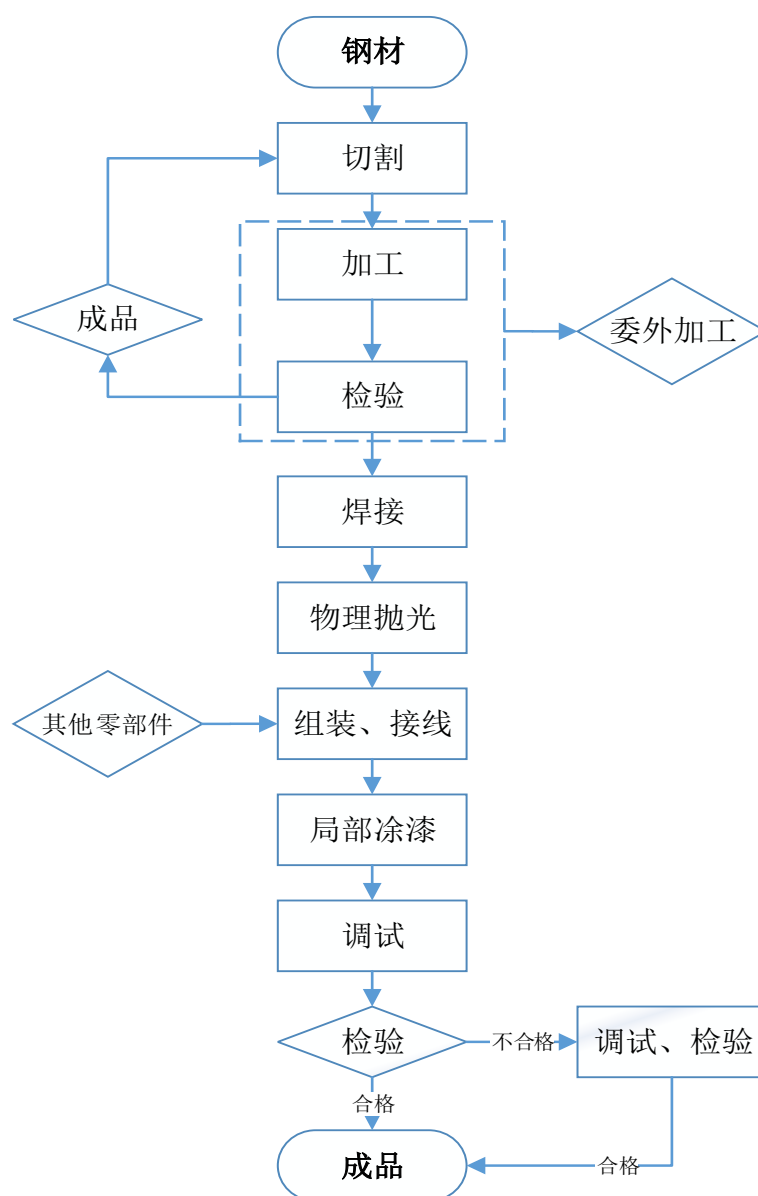 钢材
切割
加工
成品
委外加工
检验
焊接
物理抛光
其他零部件
组装、接线
局部凃漆
调试
检验
不合格
调试、检验
合格
成品
合格